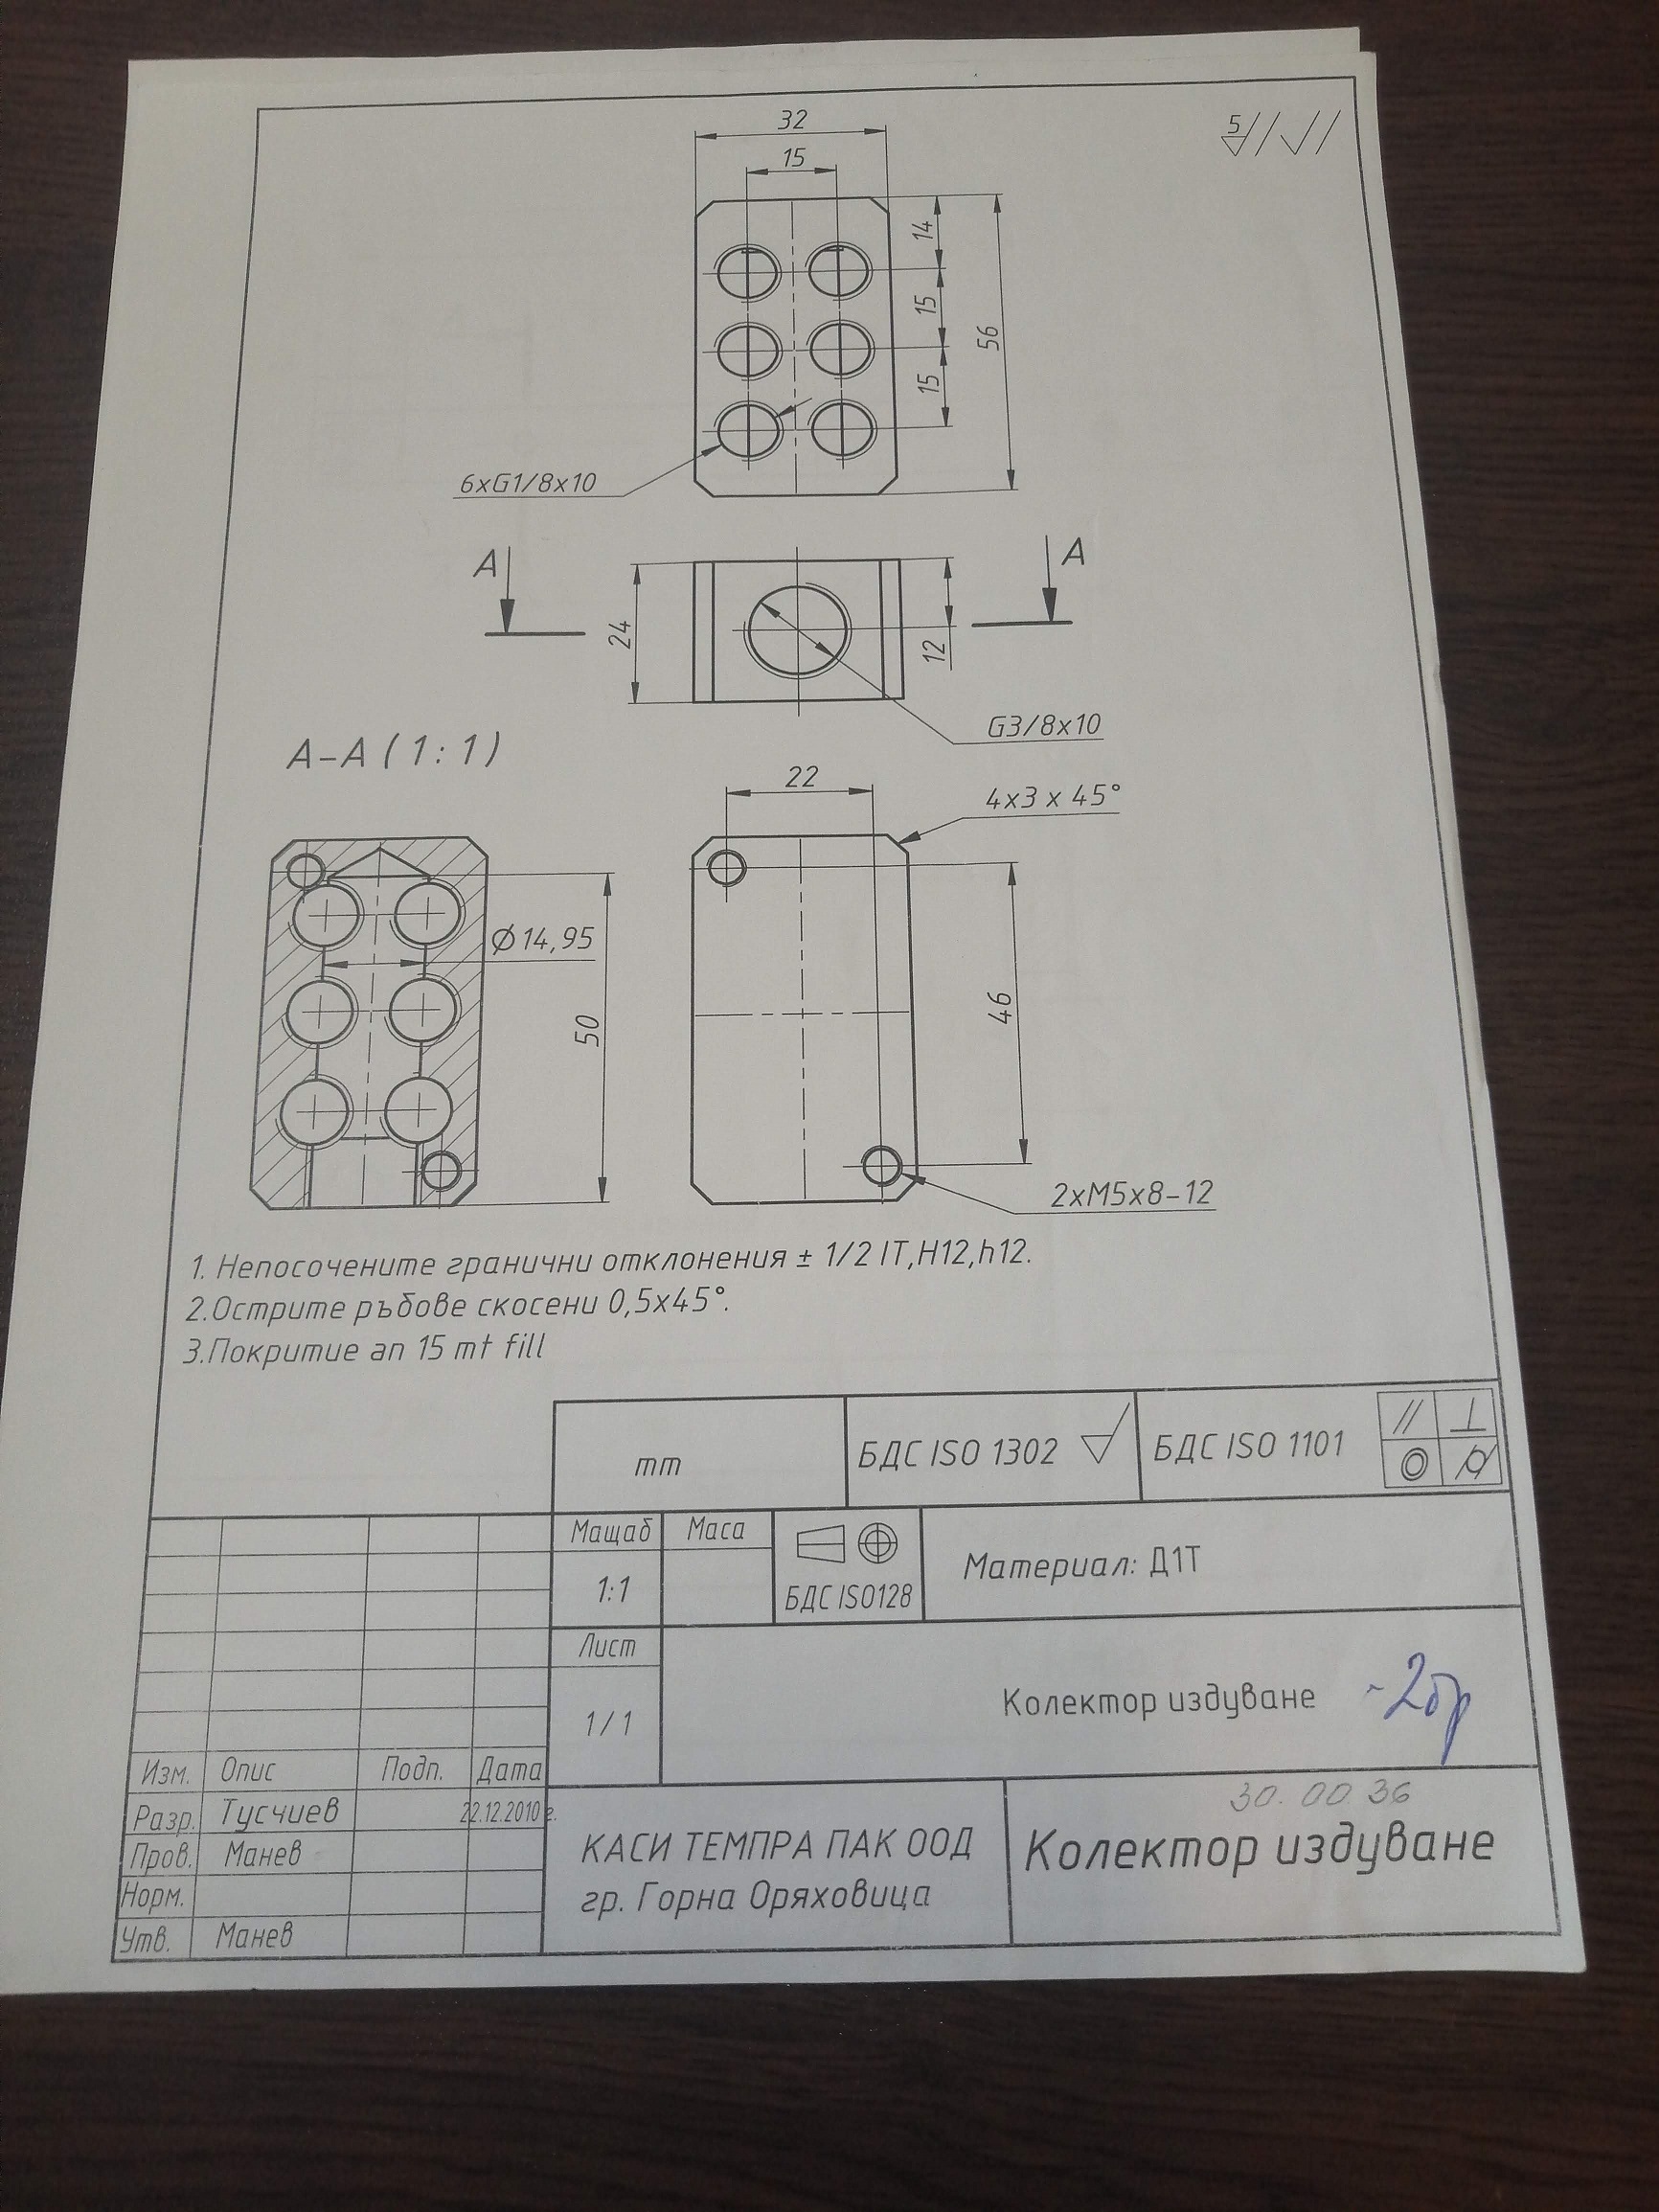 5
32
15
14
15
15
56
6xG1/8x10
A
A
24
12
G3/8x10
A-A (1:1)
22
4x3 x 45°
Ø14,95
50
46
2xM5x8-12
1. Непосочените гранични отклонения ± 1/2 IT,H12,h12.
2.Острите ръбове скосени 0,5x45°.
3.Покритие an 15 mt fill
mm
БДС ISO 1302
БДС ISO 1101
Мащаб
Маса
1:1
БДС ISO128
Материал: Д1Т
Лист
1/1
Колектор издуване
-2бр
Изм.
Опис
Подп.
Дата
Разр.
Тусчиев
22.12.2010 г.
Пров.
Манев
Норм.
Утв.
Манев
КАСИ ТЕМПРА ПАК ООД
гр. Горна Оряховица
30.00 36
Колектор издуване